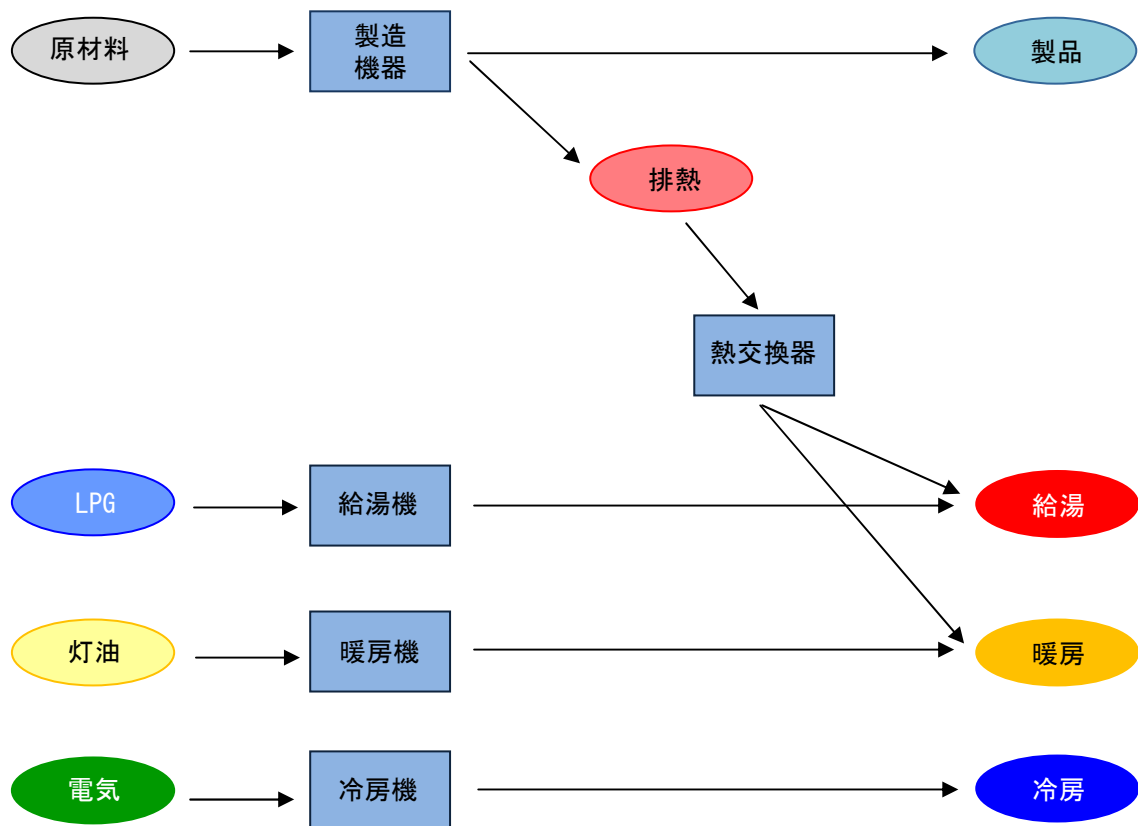 原材料
製造
機器
製品
排熱
熱交換器
LPG
給湯機
給湯
灯油
暖房機
暖房
電気
冷房機
冷房